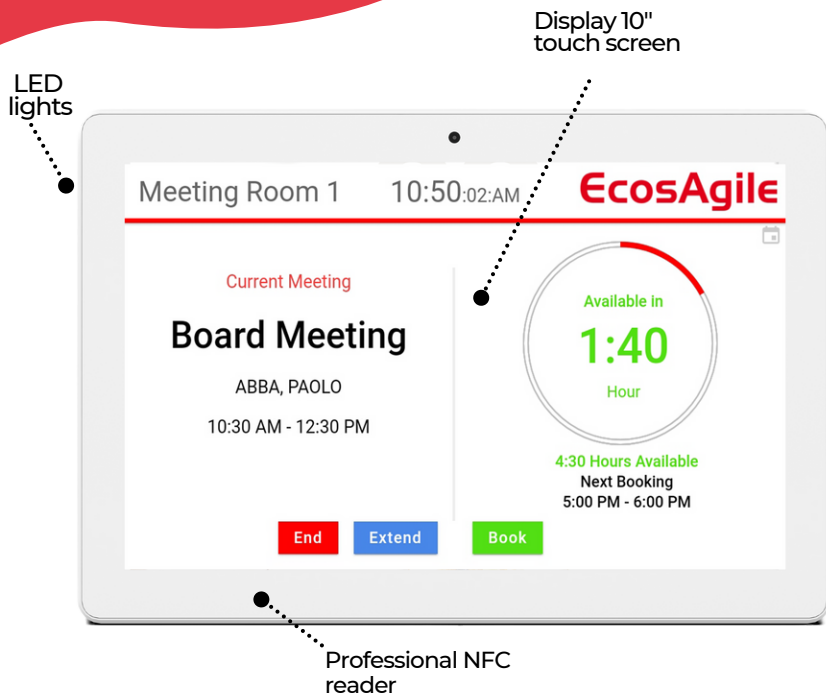 Display 10"
touch screen
LED
lights
Meeting Room 1 10:50:02:AM EcosAgile
Current Meeting
Board Meeting
ABBA, PAOLO
10:30 AM - 12:30 PM
Available in
1:40
Hour
4:30 Hours Available
Next Booking
5:00 PM - 6:00 PM
End Extend Book
Professional NFC
reader